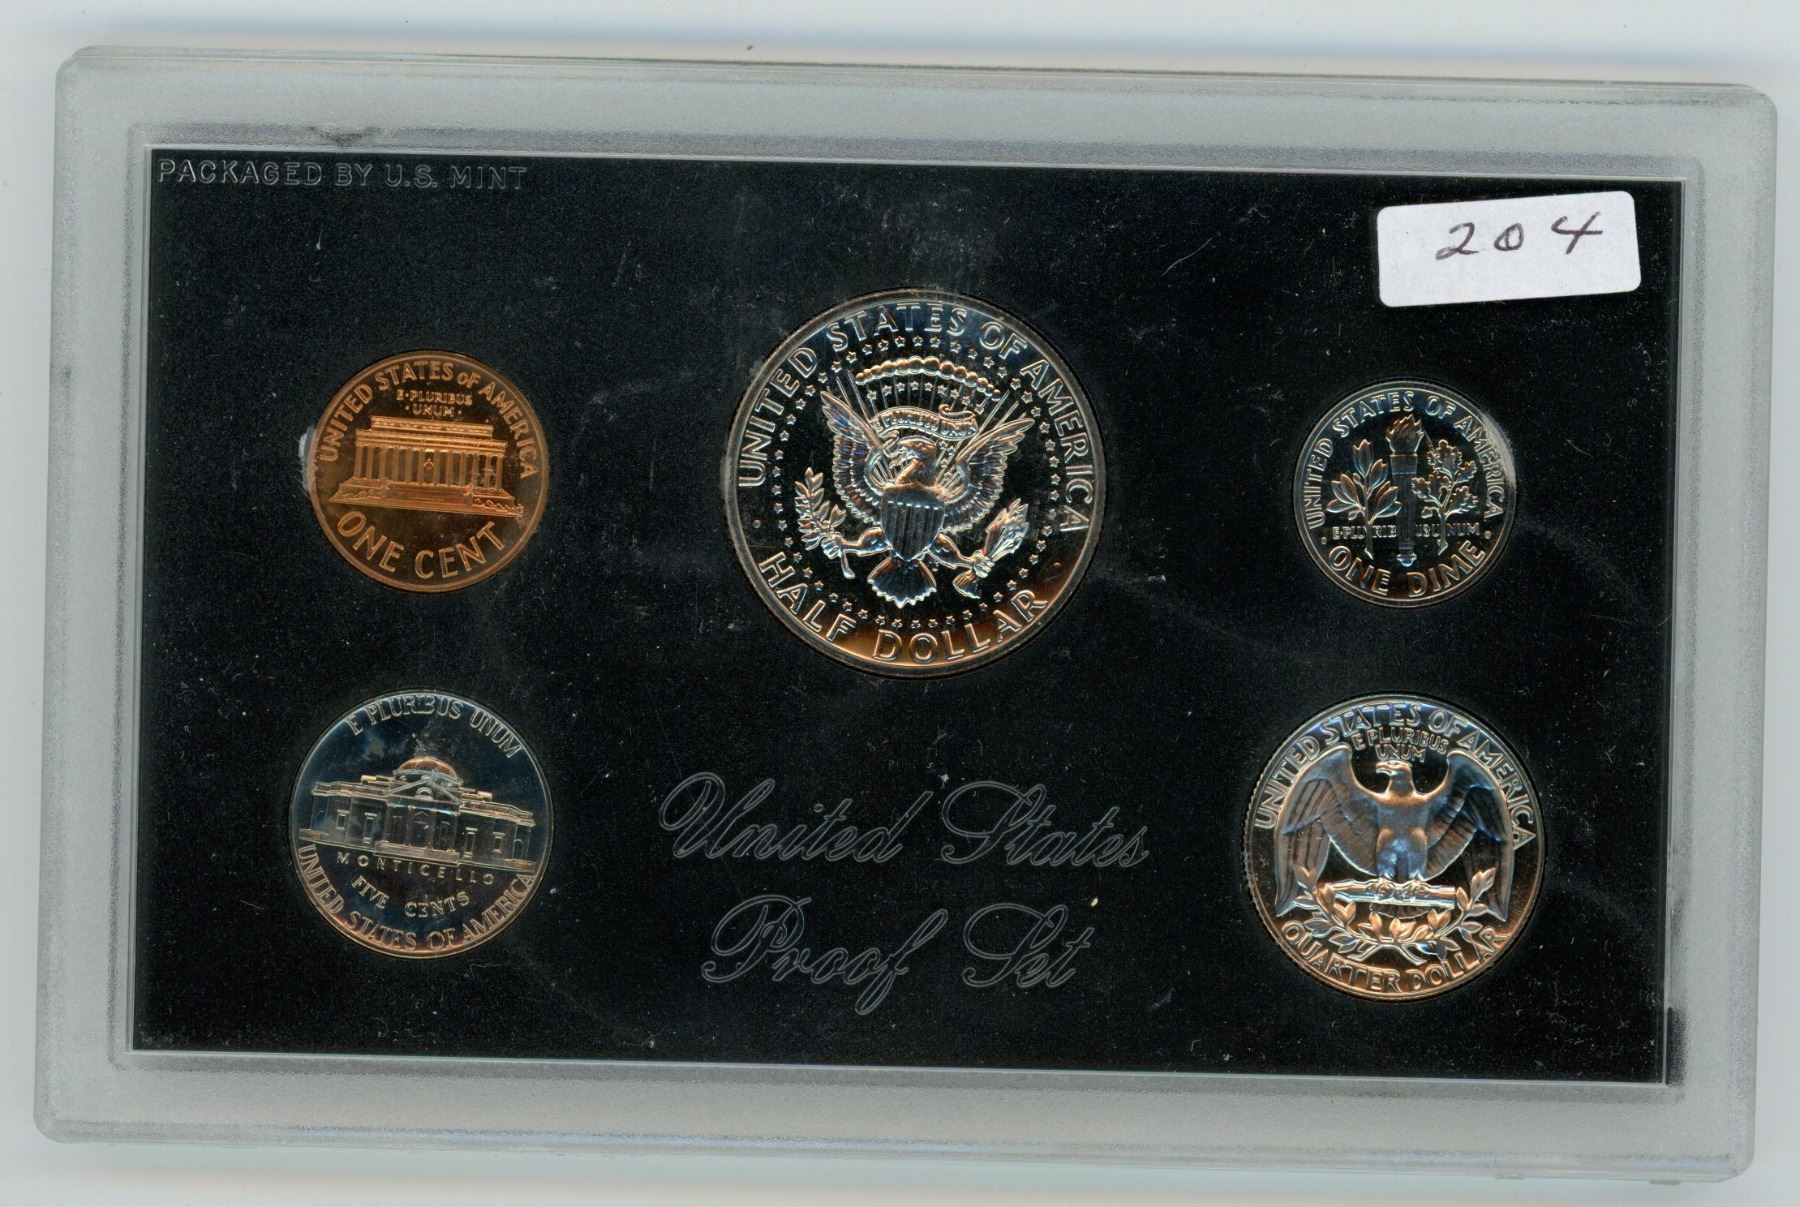 PACKAGED BY U.S. MINT
204
UNITED STATES OF AMERICA
E·PLURIBUS
·UNUM·
ONE CENT
UNITED STATES OF AMERICA
E PLURIBUS UNUM
HALF DOLLAR
UNITED STATES OF AMERICA
E·PLURIBUS UNUM
·ONE DIME·
E PLURIBUS UNUM
MONTICELLO
FIVE CENTS
UNITED STATES OF AMERICA
United States
Proof Set
UNITED STATES OF AMERICA
E PLURIBUS
UNUM
QUARTER DOLLAR